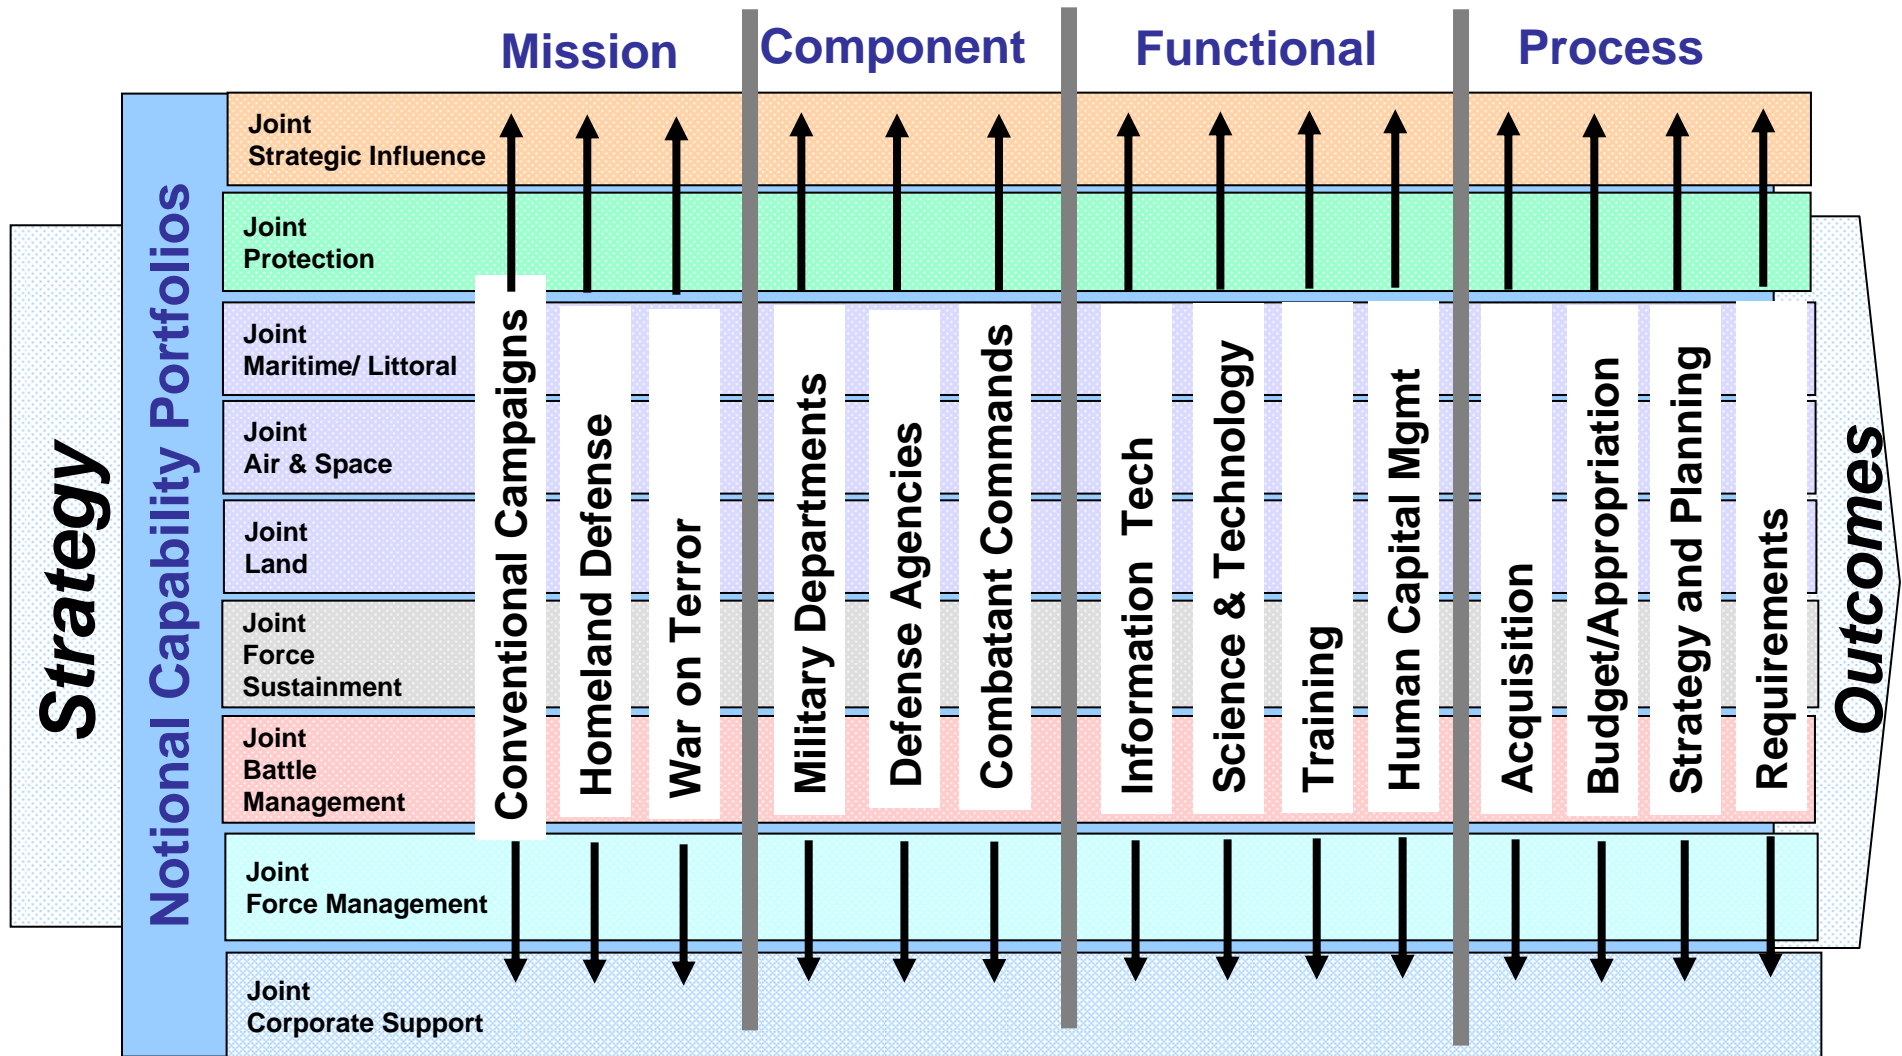 Mission
Component
Functional
Process
Strategy
Notional Capability Portfolios
Joint
Strategic Influence
Joint
Protection
Joint
Maritime/ Littoral
Joint
Air & Space
Joint
Land
Joint
Force
Sustainment
Joint
Battle
Management
Joint
Force Management
Joint
Corporate Support
Conventional Campaigns
Homeland Defense
War on Terror
Military Departments
Defense Agencies
Combatant Commands
Information Tech
Science & Technology
Training
Human Capital Mgmt
Acquisition
Budget/Appropriation
Strategy and Planning
Requirements
Outcomes